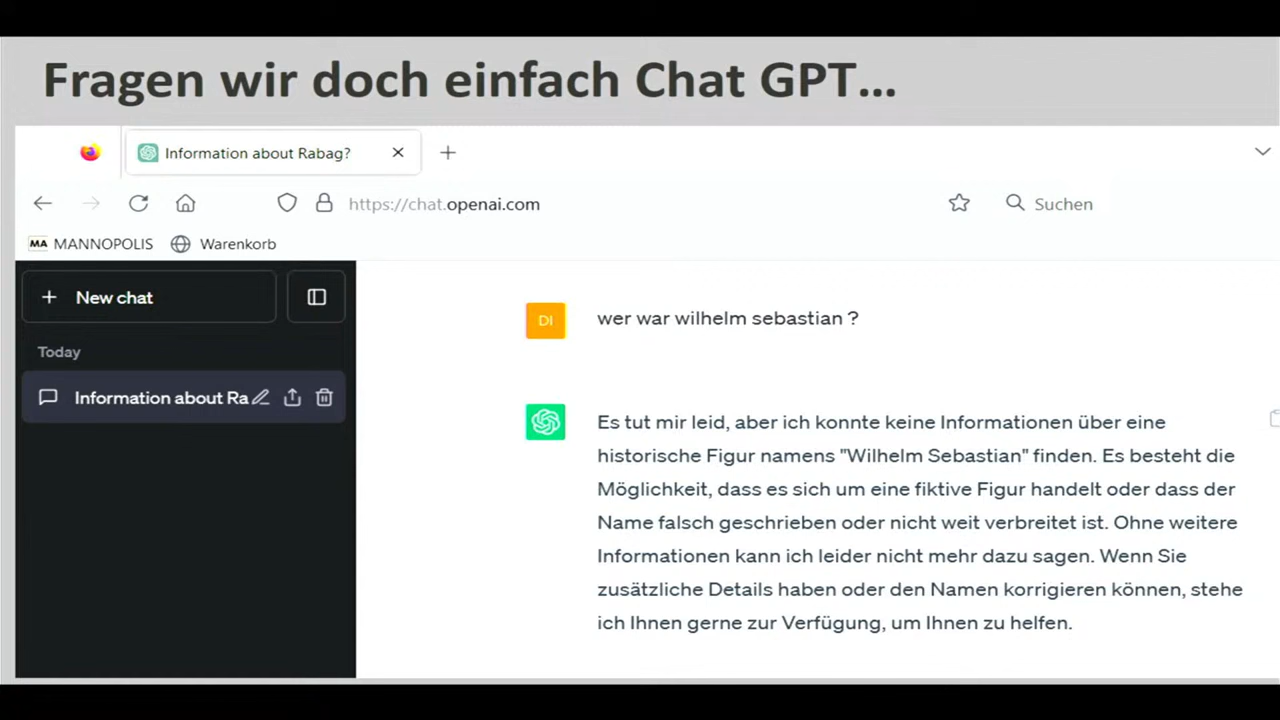 Fragen wir doch einfach Chat GPT...
Information about Rabag?
https://chat.openai.com
Suchen
MA MANNOPOLIS
Warenkorb
New chat
Today
Information about Ra
DI
wer war wilhelm sebastian ?
Es tut mir leid, aber ich konnte keine Informationen über eine
historische Figur namens "Wilhelm Sebastian" finden. Es besteht die
Möglichkeit, dass es sich um eine fiktive Figur handelt oder dass der
Name falsch geschrieben oder nicht weit verbreitet ist. Ohne weitere
Informationen kann ich leider nicht mehr dazu sagen. Wenn Sie
zusätzliche Details haben oder den Namen korrigieren können, stehe
ich Ihnen gerne zur Verfügung, um Ihnen zu helfen.